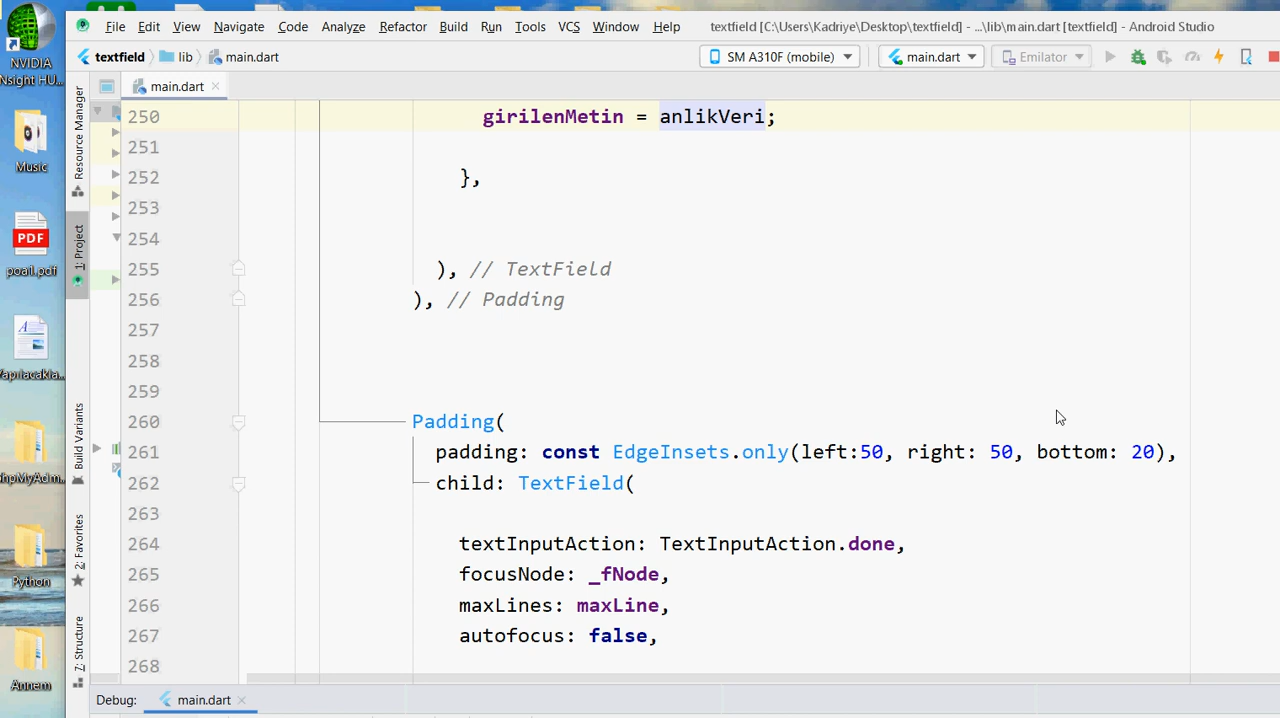 File Edit View Navigate Code Analyze Refactor Build Run Tools VCS Window Help textfield [C:\Users\Kadriye\Desktop\textfield] - ...\lib\main.dart [textfield] - Android Studio
textfield lib main.dart SM A310F (mobile) main.dart Emilator
main.dart
NVIDIA
Nsight HU...
Music
PDF
poail.pdf
Yapılacakla...
phpMyAdm...
Python
Annem
Resource Manager
1: Project
Build Variants
2: Favorites
7: Structure
250 girilenMetin = anlikVeri;
251
252 },
253
254
255 ), // TextField
256 ), // Padding
257
258
259
260 Padding(
261 padding: const EdgeInsets.only(left:50, right: 50, bottom: 20),
262 child: TextField(
263
264 textInputAction: TextInputAction.done,
265 focusNode: _fNode,
266 maxLines: maxLine,
267 autofocus: false,
268
Debug: main.dart